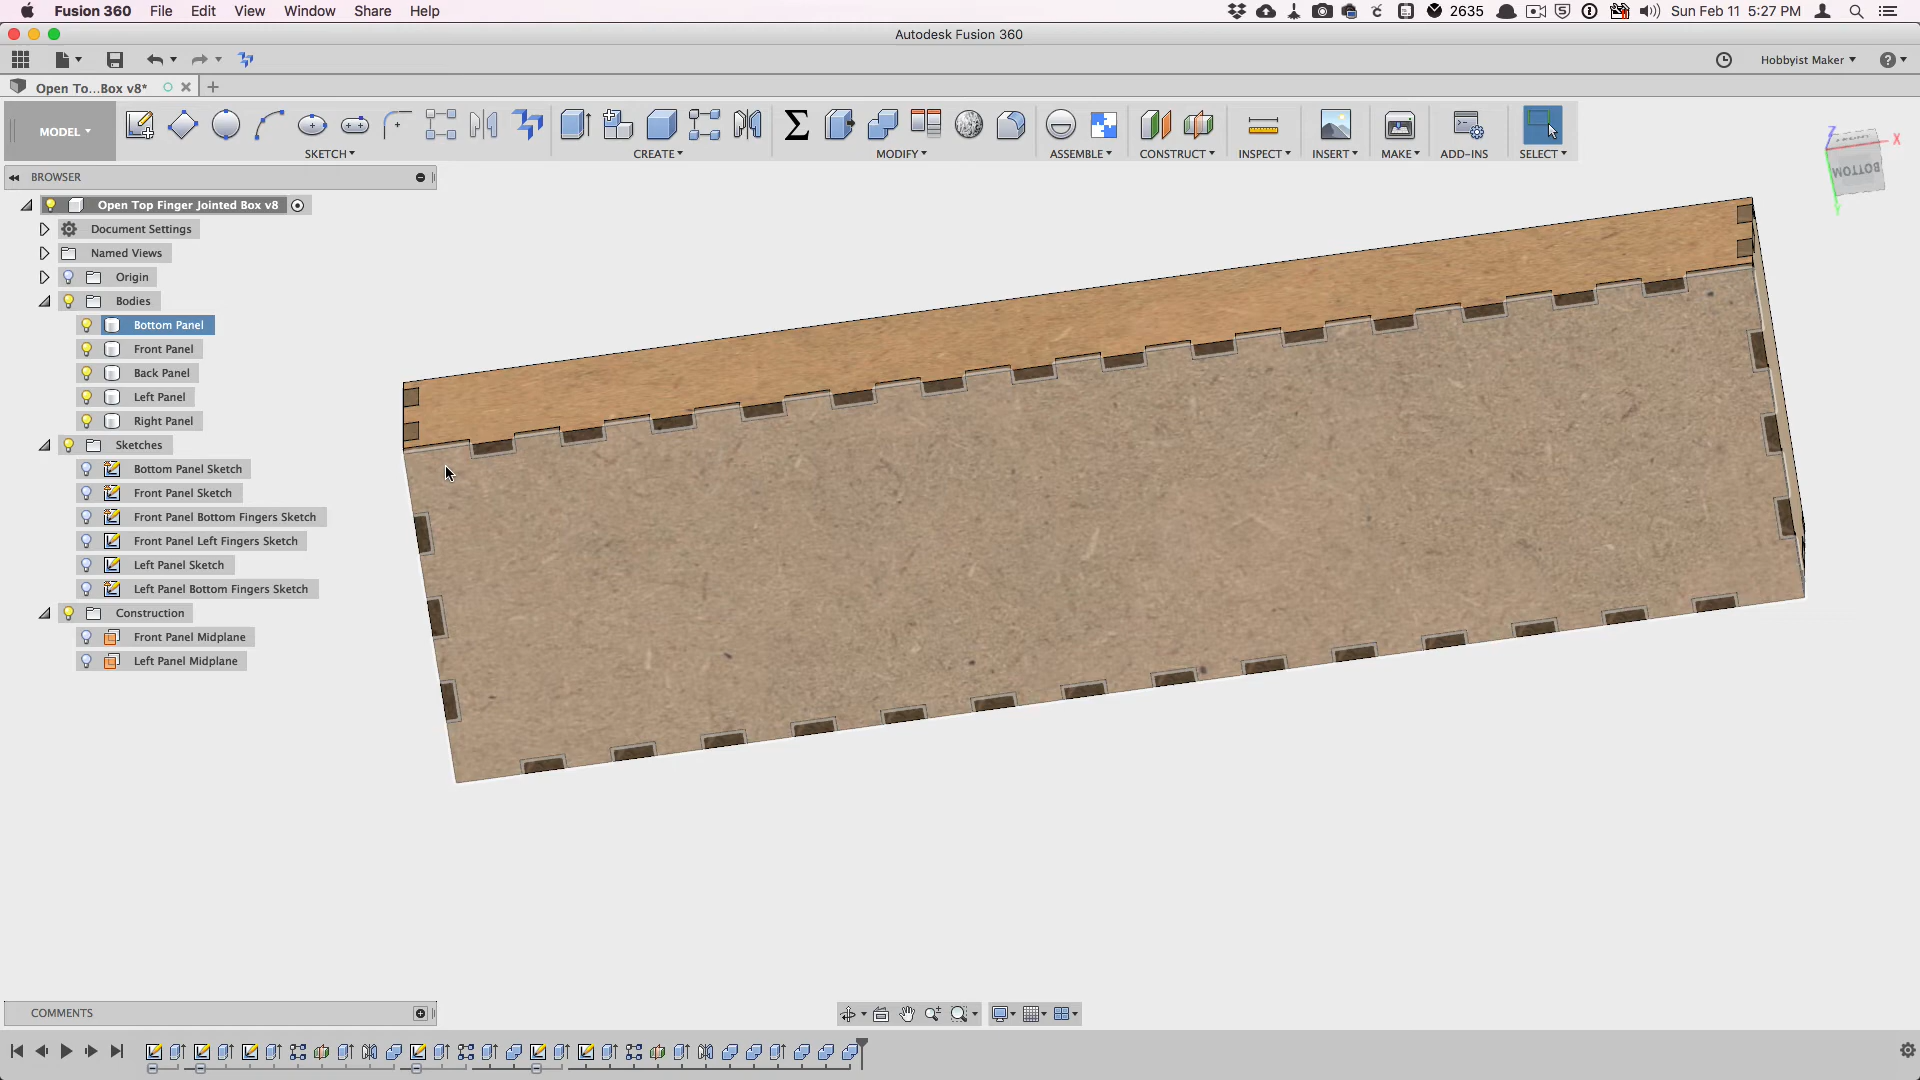 Fusion 360 File Edit View Window Share Help 2635 Sun Feb 11 5:27 PM
Autodesk Fusion 360
Hobbyist Maker
Open To...Box v8*
MODEL
SKETCH CREATE MODIFY ASSEMBLE CONSTRUCT INSPECT INSERT MAKE ADD-INS SELECT
Z X
FRONT
BOTTOM
Y
BROWSER
Open Top Finger Jointed Box v8
Document Settings
Named Views
Origin
Bodies
Bottom Panel
Front Panel
Back Panel
Left Panel
Right Panel
Sketches
Bottom Panel Sketch
Front Panel Sketch
Front Panel Bottom Fingers Sketch
Front Panel Left Fingers Sketch
Left Panel Sketch
Left Panel Bottom Fingers Sketch
Construction
Front Panel Midplane
Left Panel Midplane
COMMENTS